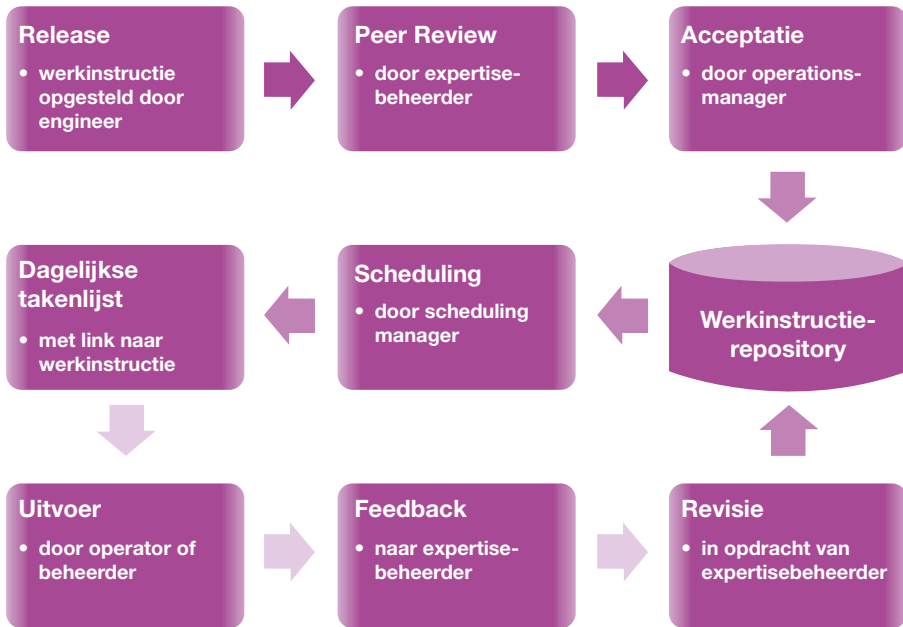 Release
• werkinstructie
opgesteld door
engineer
Peer Review
• door expertise-
beheerder
Acceptatie
• door operations-
manager
Dagelijkse
takenlijst
• met link naar
werkinstructie
Scheduling
• door scheduling
manager
Werkinstructie-
repository
Uitvoer
• door operator of
beheerder
Feedback
• naar expertise-
beheerder
Revisie
• in opdracht van
expertisebeheerder